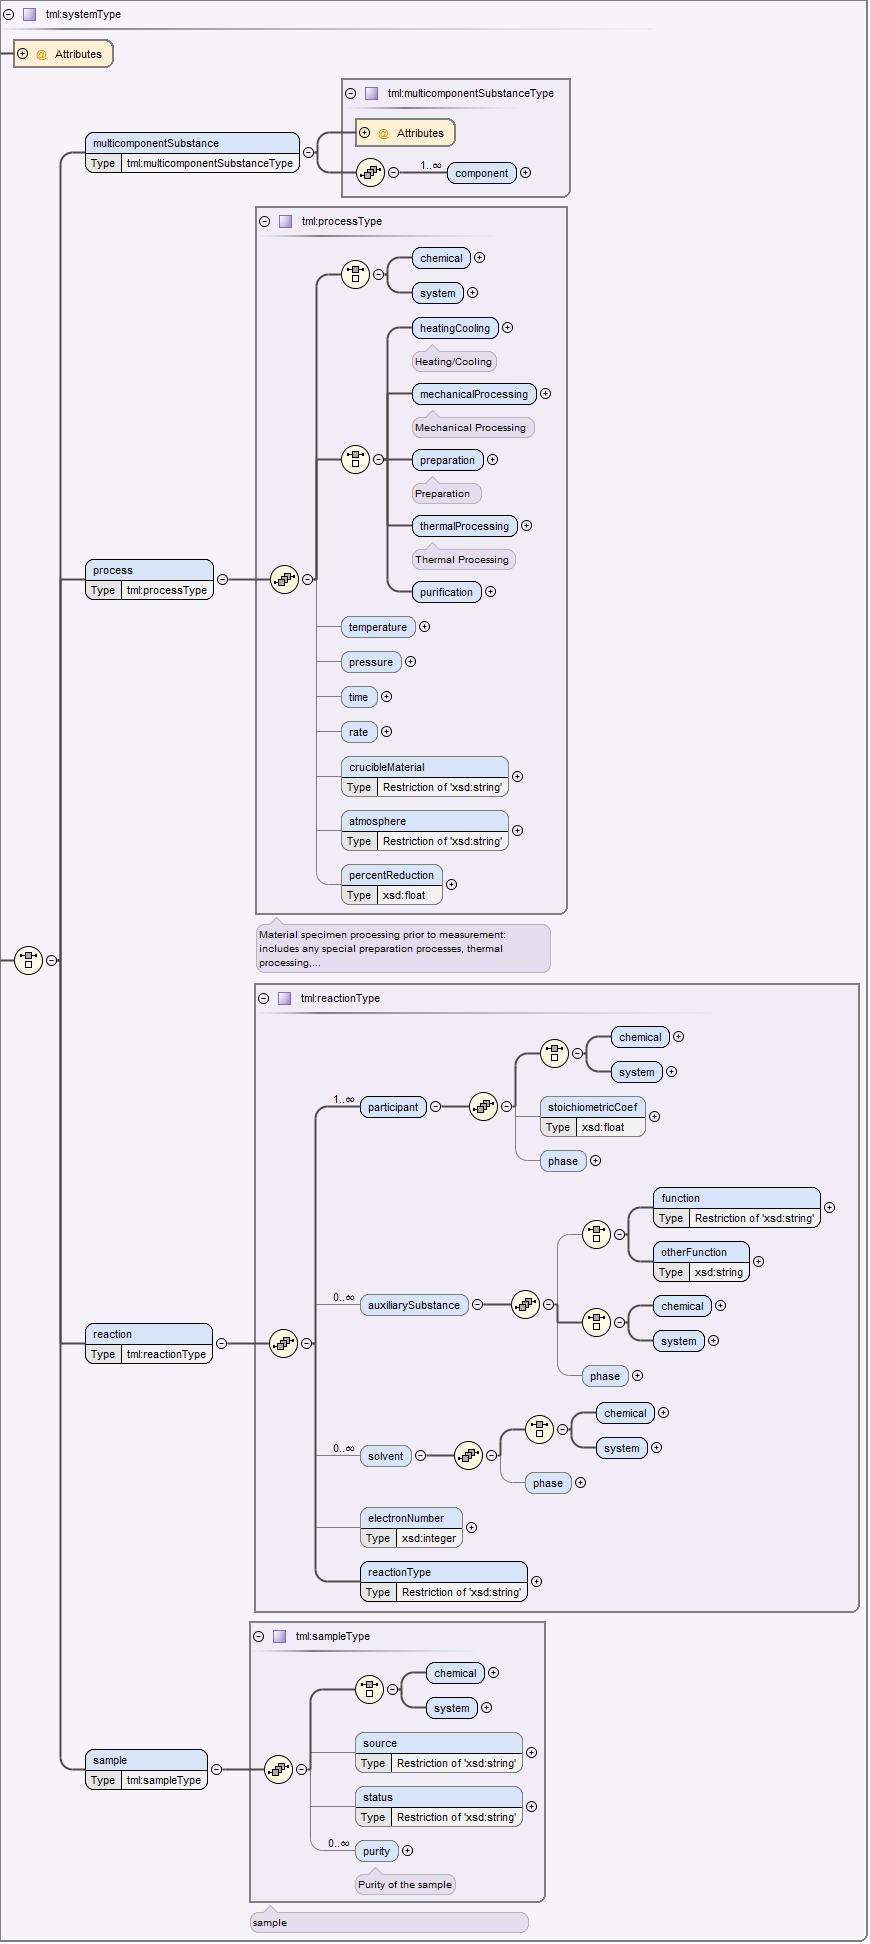 tml:systemType
@ Attributes
tml:multicomponentSubstanceType
@ Attributes
multicomponentSubstance
Type tml:multicomponentSubstanceType
1..∞
component
tml:processType
chemical
system
heatingCooling
Heating/Cooling
mechanicalProcessing
Mechanical Processing
preparation
Preparation
thermalProcessing
Thermal Processing
process
Type tml:processType
purification
temperature
pressure
time
rate
crucibleMaterial
Type Restriction of 'xsd:string'
atmosphere
Type Restriction of 'xsd:string'
percentReduction
Type xsd:float
Material specimen processing prior to measurement:
includes any special preparation processes, thermal
processing,...
tml:reactionType
chemical
system
1..∞
participant
stoichiometricCoef
Type xsd:float
phase
function
Type Restriction of 'xsd:string'
otherFunction
Type xsd:string
0..∞
auxiliarySubstance
chemical
system
phase
reaction
Type tml:reactionType
chemical
system
0..∞
solvent
phase
electronNumber
Type xsd:integer
reactionType
Type Restriction of 'xsd:string'
tml:sampleType
chemical
system
source
Type Restriction of 'xsd:string'
sample
Type tml:sampleType
status
Type Restriction of 'xsd:string'
0..∞
purity
Purity of the sample
sample